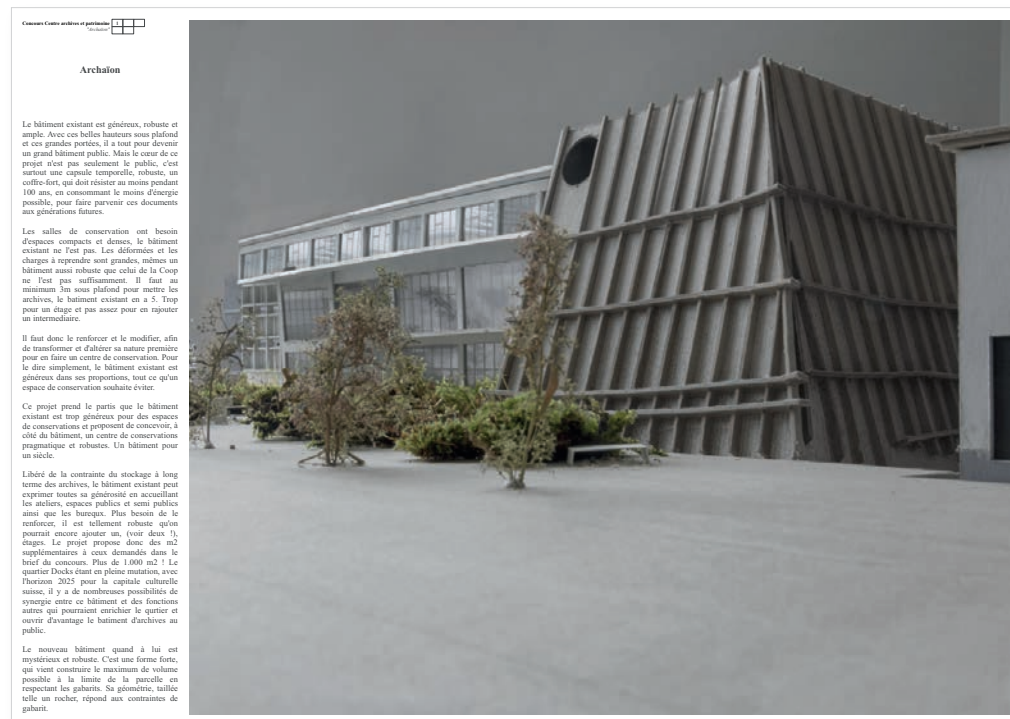 Concours Centre archives et patrimoine 1
"Archaïon"
Archaïon
Le bâtiment existant est généreux, robuste et
ample. Avec ces belles hauteurs sous plafond
et ces grandes portées, il a tout pour devenir
un grand bâtiment public. Mais le cœur de ce
projet n'est pas seulement le public, c'est
surtout une capsule temporelle, robuste, un
coffre-fort, qui doit résister au moins pendant
100 ans, en consommant le moins d'énergie
possible, pour faire parvenir ces documents
aux générations futures.
Les salles de conservation ont besoin
d'espaces compacts et denses, le bâtiment
existant ne l'est pas. Les déformées et les
charges à reprendre sont grandes, mêmes un
bâtiment aussi robuste que celui de la Coop
ne l'est pas suffisamment. Il faut au
minimum 3m sous plafond pour mettre les
archives, le batiment existant en a 5. Trop
pour un étage et pas assez pour en rajouter
un intermediaire.
Il faut donc le renforcer et le modifier, afin
de transformer et d'altérer sa nature première
pour en faire un centre de conservation. Pour
le dire simplement, le bâtiment existant est
généreux dans ses proportions, tout ce qu'un
espace de conservation souhaite éviter.
Ce projet prend le partis que le bâtiment
existant est trop généreux pour des espaces
de conservations et proposent de concevoir, à
côté du bâtiment, un centre de conservations
pragmatique et robustes. Un bâtiment pour
un siècle.
Libéré de la contrainte du stockage à long
terme des archives, le bâtiment existant peut
exprimer toutes sa générosité en accueillant
les ateliers, espaces publics et semi publics
ainsi que les burequx. Plus besoin de le
renforcer, il est tellement robuste qu'on
pourrait encore ajouter un, (voir deux !),
étages. Le projet propose donc des m2
supplémentaires à ceux demandés dans le
brief du concours. Plus de 1.000 m2 ! Le
quartier Docks étant en pleine mutation, avec
l'horizon 2025 pour la capitale culturelle
suisse, il y a de nombreuses possibilités de
synergie entre ce bâtiment et des fonctions
autres qui pourraient enrichir le qurtier et
ouvrir d'avantage le batiment d'archives au
public.
Le nouveau bâtiment quand à lui est
mystérieux et robuste. C'est une forme forte,
qui vient construire le maximum de volume
possible à la limite de la parcelle en
respectant les gabarits. Sa géométrie, taillée
telle un rocher, répond aux contraintes de
gabarit.